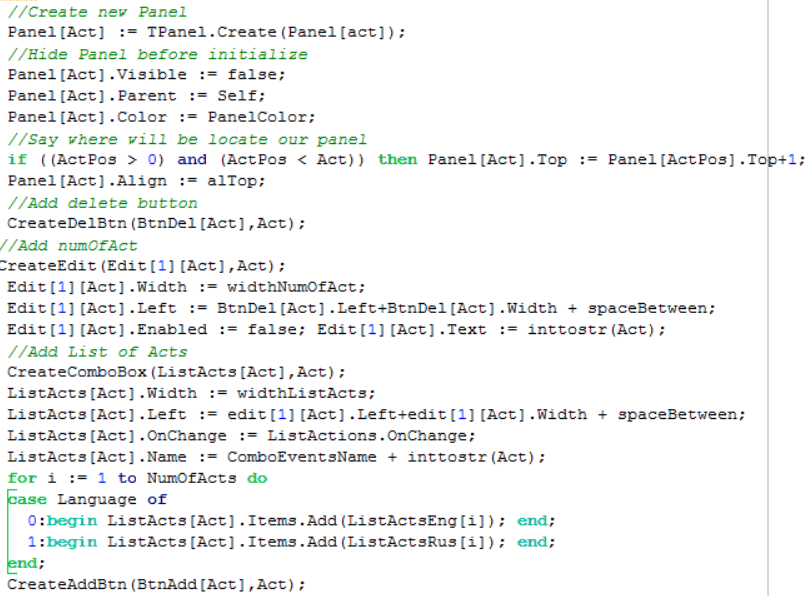 //Create new Panel
Panel[Act] := TPanel.Create(Panel[act]);
//Hide Panel before initialize
Panel[Act].Visible := false;
Panel[Act].Parent := Self;
Panel[Act].Color := PanelColor;
//Say where will be locate our panel
if ((ActPos > 0) and (ActPos < Act)) then Panel[Act].Top := Panel[ActPos].Top+1;
Panel[Act].Align := alTop;
//Add delete button
CreateDelBtn(BtnDel[Act],Act);
//Add numOfAct
CreateEdit(Edit[1][Act],Act);
Edit[1][Act].Width := widthNumOfAct;
Edit[1][Act].Left := BtnDel[Act].Left+BtnDel[Act].Width + spaceBetween;
Edit[1][Act].Enabled := false; Edit[1][Act].Text := inttostr(Act);
//Add List of Acts
CreateComboBox(ListActs[Act],Act);
ListActs[Act].Width := widthListActs;
ListActs[Act].Left := edit[1][Act].Left+edit[1][Act].Width + spaceBetween;
ListActs[Act].OnChange := ListActions.OnChange;
ListActs[Act].Name := ComboEventsName + inttostr(Act);
for i := 1 to NumOfActs do
case Language of
0:begin ListActs[Act].Items.Add(ListActsEng[i]); end;
1:begin ListActs[Act].Items.Add(ListActsRus[i]); end;
end;
CreateAddBtn(BtnAdd[Act],Act);